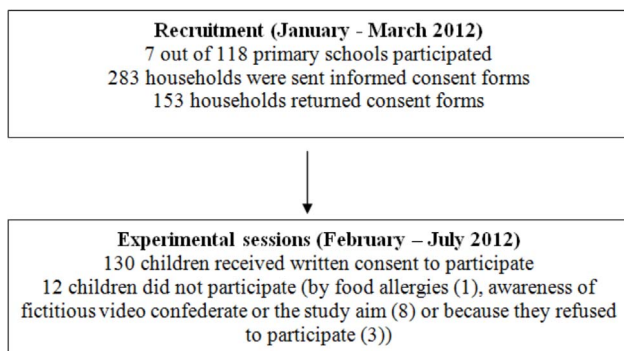 Recruitment (January - March 2012)
7 out of 118 primary schools participated
283 households were sent informed consent forms
153 households returned consent forms
Experimental sessions (February – July 2012)
130 children received written consent to participate
12 children did not participate (by food allergies (1), awareness of
fictitious video confederate or the study aim (8) or because they refused
to participate (3))